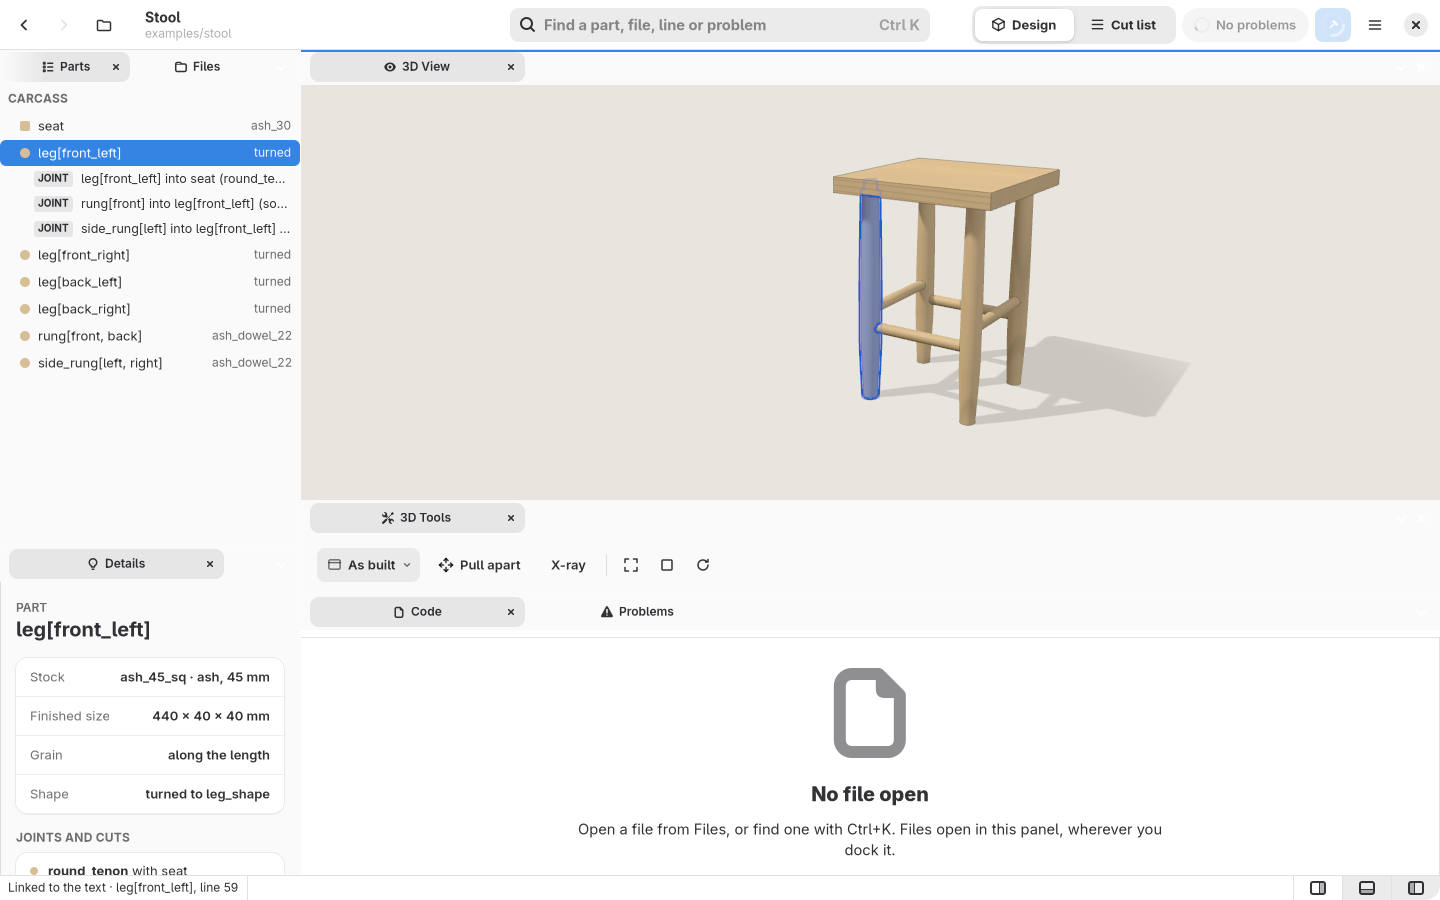 Stool
examples/stool
Find a part, file, line or problem
Ctrl K
Design
Cut list
No problems
Parts
Files
3D View
CARCASS
seat ash_30
leg[front_left] turned
JOINT leg[front_left] into seat (round_te...
JOINT rung[front] into leg[front_left] (so...
JOINT side_rung[left] into leg[front_left] ...
leg[front_right] turned
leg[back_left] turned
leg[back_right] turned
rung[front, back] ash_dowel_22
side_rung[left, right] ash_dowel_22
3D Tools
As built
Pull apart
X-ray
Details
PART
leg[front_left]
Stock ash_45_sq · ash, 45 mm
Finished size 440 × 40 × 40 mm
Grain along the length
Shape turned to leg_shape
JOINTS AND CUTS
round_tenon with seat
Code
Problems
No file open
Open a file from Files, or find one with Ctrl+K. Files open in this panel, wherever you
dock it.
Linked to the text · leg[front_left], line 59